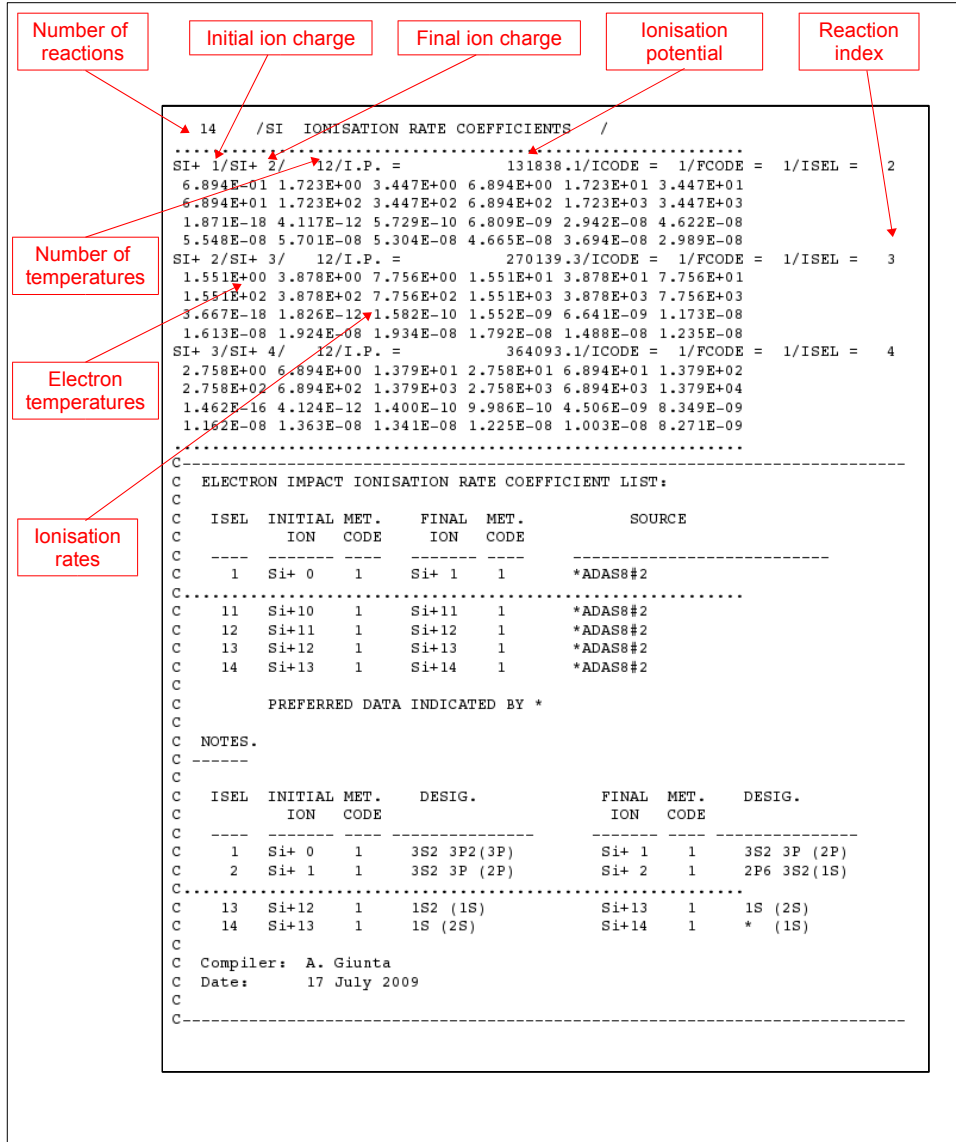 Number of
reactions
Initial ion charge
Final ion charge
Ionisation
potential
Reaction
index
14 /SI IONISATION RATE COEFFICIENTS /
................................................................
SI+ 1/SI+ 2/ 12/I.P. = 131838.1/ICODE = 1/FCODE = 1/ISEL = 2
6.894E-01 1.723E+00 3.447E+00 6.894E+00 1.723E+01 3.447E+01
6.894E+01 1.723E+02 3.447E+02 6.894E+02 1.723E+03 3.447E+03
1.871E-18 4.117E-12 5.729E-10 6.809E-09 2.942E-08 4.622E-08
5.548E-08 5.701E-08 5.304E-08 4.665E-08 3.694E-08 2.989E-08
SI+ 2/SI+ 3/ 12/I.P. = 270139.3/ICODE = 1/FCODE = 1/ISEL = 3
1.551E+00 3.878E+00 7.756E+00 1.551E+01 3.878E+01 7.756E+01
1.551E+02 3.878E+02 7.756E+02 1.551E+03 3.878E+03 7.756E+03
3.667E-18 1.826E-12 1.582E-10 1.552E-09 6.641E-09 1.173E-08
1.613E-08 1.924E-08 1.934E-08 1.792E-08 1.488E-08 1.235E-08
SI+ 3/SI+ 4/ 12/I.P. = 364093.1/ICODE = 1/FCODE = 1/ISEL = 4
2.758E+00 6.894E+00 1.379E+01 2.758E+01 6.894E+01 1.379E+02
2.758E+02 6.894E+02 1.379E+03 2.758E+03 6.894E+03 1.379E+04
1.462E-16 4.124E-12 1.400E-10 9.986E-10 4.506E-09 8.349E-09
1.162E-08 1.363E-08 1.341E-08 1.225E-08 1.003E-08 8.271E-09
................................................................
Number of
temperatures
Electron
temperatures
Ionisation
rates
C--------------------------------------------------------------------------------
C ELECTRON IMPACT IONISATION RATE COEFFICIENT LIST:
C
C ISEL INITIAL MET. FINAL MET. SOURCE
C ION CODE ION CODE
C ---- ------- ---- ------- ---- -----------------------------
C 1 Si+ 0 1 Si+ 1 1 *ADAS8#2
C...............................................................
C 11 Si+10 1 Si+11 1 *ADAS8#2
C 12 Si+11 1 Si+12 1 *ADAS8#2
C 13 Si+12 1 Si+13 1 *ADAS8#2
C 14 Si+13 1 Si+14 1 *ADAS8#2
C
C PREFERRED DATA INDICATED BY *
C
C NOTES.
C ------
C
C ISEL INITIAL MET. DESIG. FINAL MET. DESIG.
C ION CODE ION CODE
C ---- ------- ---- ---------------- ------- ---- ----------------
C 1 Si+ 0 1 3S2 3P2(3P) Si+ 1 1 3S2 3P (2P)
C 2 Si+ 1 1 3S2 3P (2P) Si+ 2 1 2P6 3S2(1S)
C...............................................................
C 13 Si+12 1 1S2 (1S) Si+13 1 1S (2S)
C 14 Si+13 1 1S (2S) Si+14 1 * (1S)
C
C Compiler: A. Giunta
C Date: 17 July 2009
C
C--------------------------------------------------------------------------------